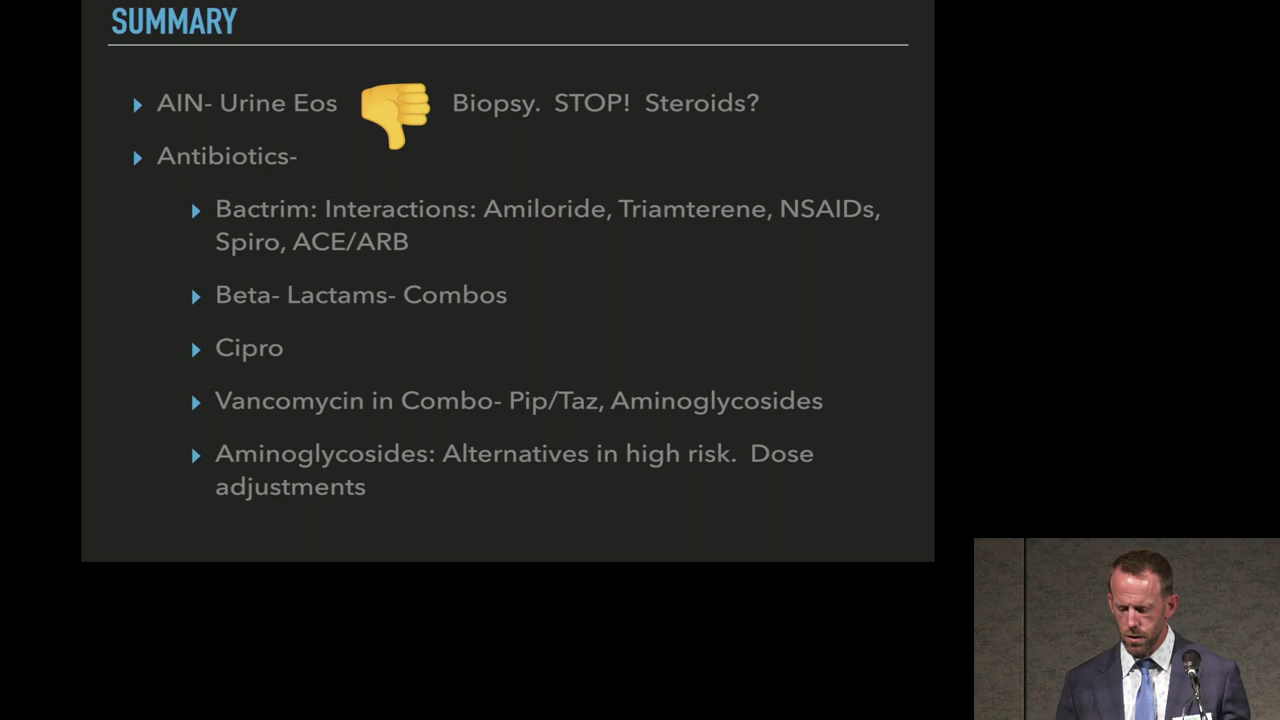 SUMMARY
AIN- Urine Eos 👎 Biopsy. STOP! Steroids?
Antibiotics-
Bactrim: Interactions: Amiloride, Triamterene, NSAIDs,
Spiro, ACE/ARB
Beta- Lactams- Combos
Cipro
Vancomycin in Combo- Pip/Taz, Aminoglycosides
Aminoglycosides: Alternatives in high risk. Dose
adjustments